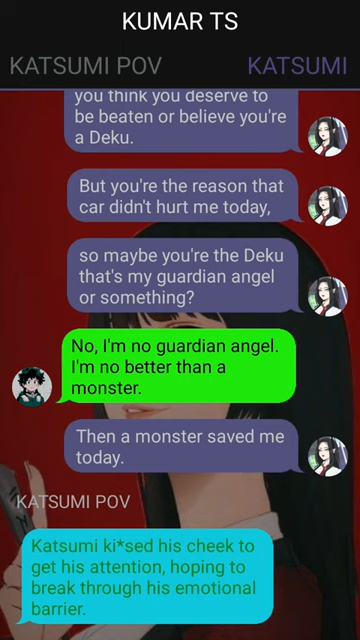 KUMAR TS
KATSUMI POV
KATSUMI
you think you deserve to
be beaten or believe you're
a Deku.
But you're the reason that
car didn't hurt me today,
so maybe you're the Deku
that's my guardian angel
or something?
No, I'm no guardian angel.
I'm no better than a
monster.
Then a monster saved me
today.
KATSUMI POV
Katsumi ki*sed his cheek to
get his attention, hoping to
break through his emotional
barrier.